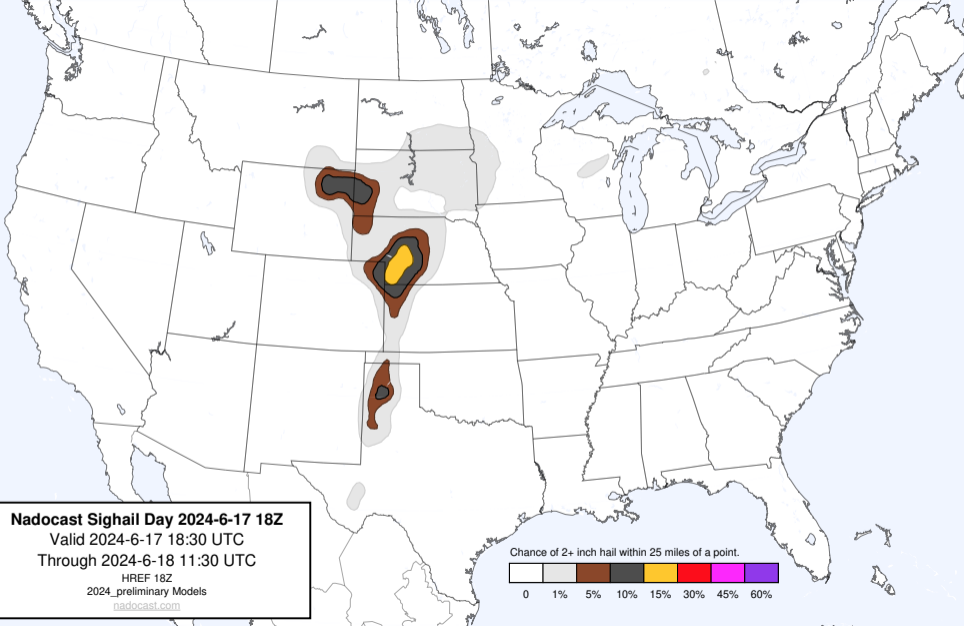 Nadocast Sighail Day 2024-6-17 18Z
Valid 2024-6-17 18:30 UTC
Through 2024-6-18 11:30 UTC
HREF 18Z
2024_preliminary Models
nadocast.com
Chance of 2+ inch hail within 25 miles of a point.
0 1% 5% 10% 15% 30% 45% 60%